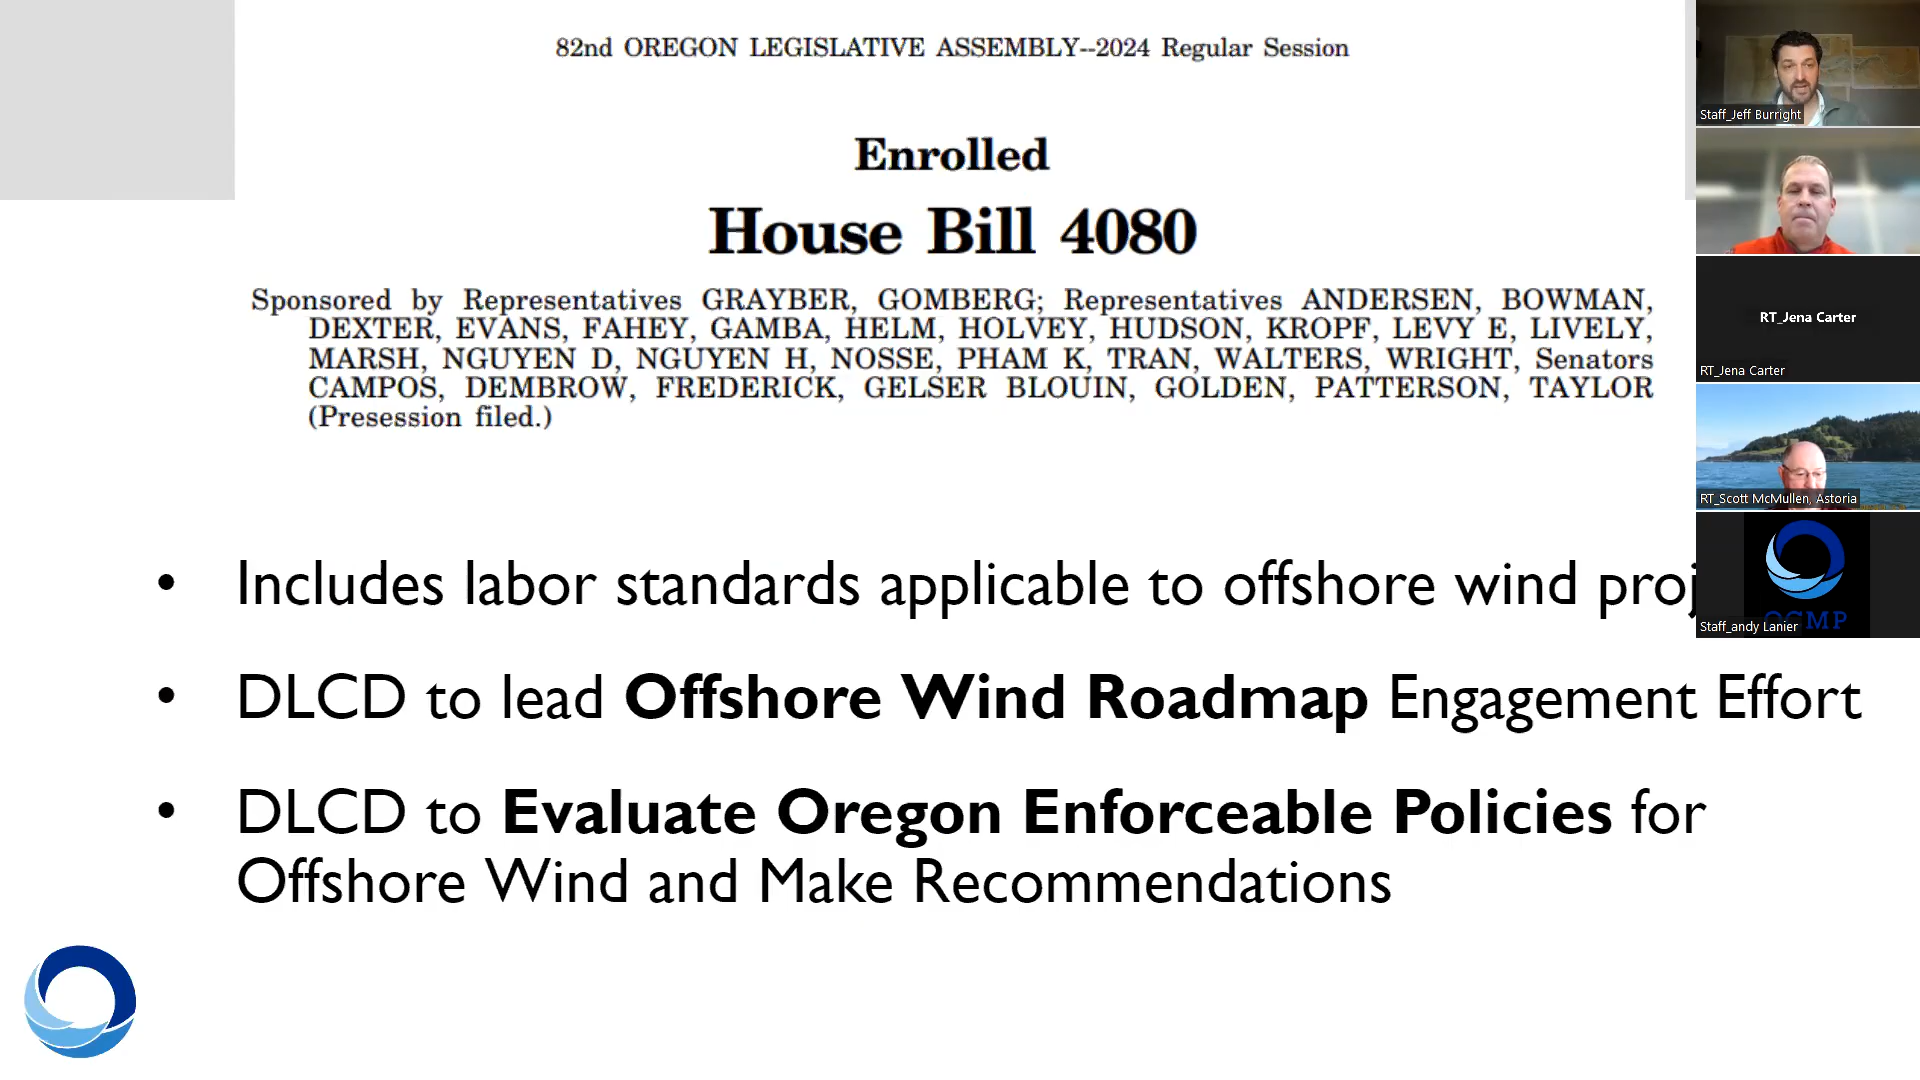 82nd OREGON LEGISLATIVE ASSEMBLY--2024 Regular Session
Enrolled
House Bill 4080
Sponsored by Representatives GRAYBER, GOMBERG; Representatives ANDERSEN, BOWMAN,
DEXTER, EVANS, FAHEY, GAMBA, HELM, HOLVEY, HUDSON, KROPF, LEVY E, LIVELY,
MARSH, NGUYEN D, NGUYEN H, NOSSE, PHAM K, TRAN, WALTERS, WRIGHT, Senators
CAMPOS, DEMBROW, FREDERICK, GELSER BLOUIN, GOLDEN, PATTERSON, TAYLOR
(Presession filed.)
• Includes labor standards applicable to offshore wind proj
• DLCD to lead Offshore Wind Roadmap Engagement Effort
• DLCD to Evaluate Oregon Enforceable Policies for
Offshore Wind and Make Recommendations
Staff_Jeff Burright
RT_Jena Carter
RT_Jena Carter
RT_Scott McMullen, Astoria
OCMP
Staff_andy Lanier